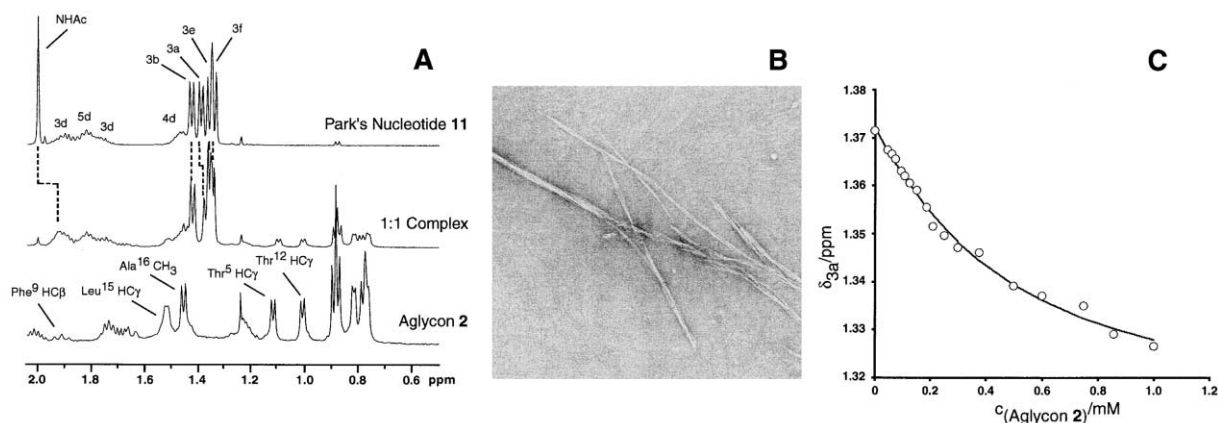 A
NHAc
3d
5d
3d
4d
3b
3a
3e
3f
Park's Nucleotide 11
1:1 Complex
Phe⁹ HCβ
Leu¹⁵ HCγ
Ala¹⁶ CH₃
Thr⁵ HCγ
Thr¹² HCγ
Aglycon 2
2.0 1.8 1.6 1.4 1.2 1.0 0.8 0.6 ppm
B
C
δ3a/ppm
1.38
1.37
1.36
1.35
1.34
1.33
1.32
0 0.2 0.4 0.6 0.8 1.0 1.2
c(Aglycon 2)/mM